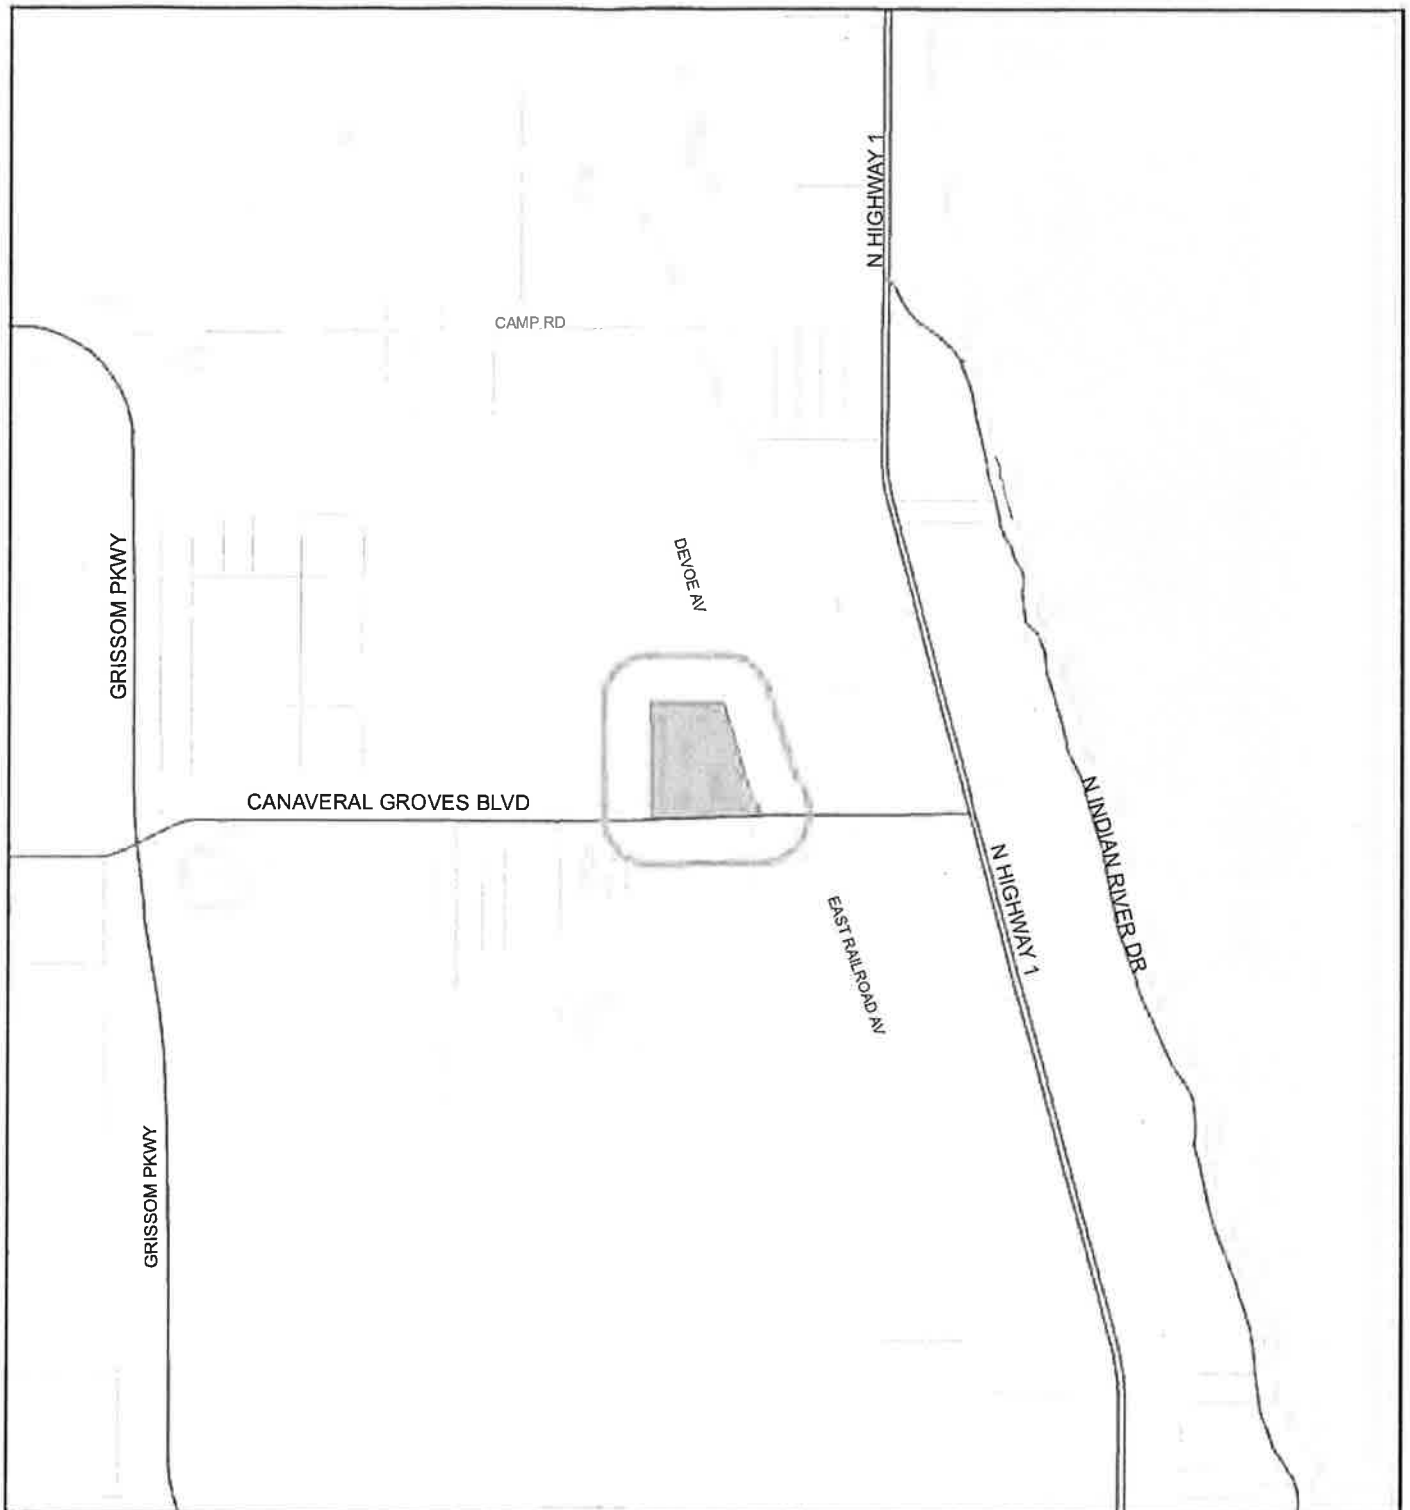 N HIGHWAY 1
CAMP RD
GRISSOM PKWY
DEVOE AV
CANAVERAL GROVES BLVD
N INDIAN RIVER DR
N HIGHWAY 1
EAST RAILROAD AV
GRISSOM PKWY